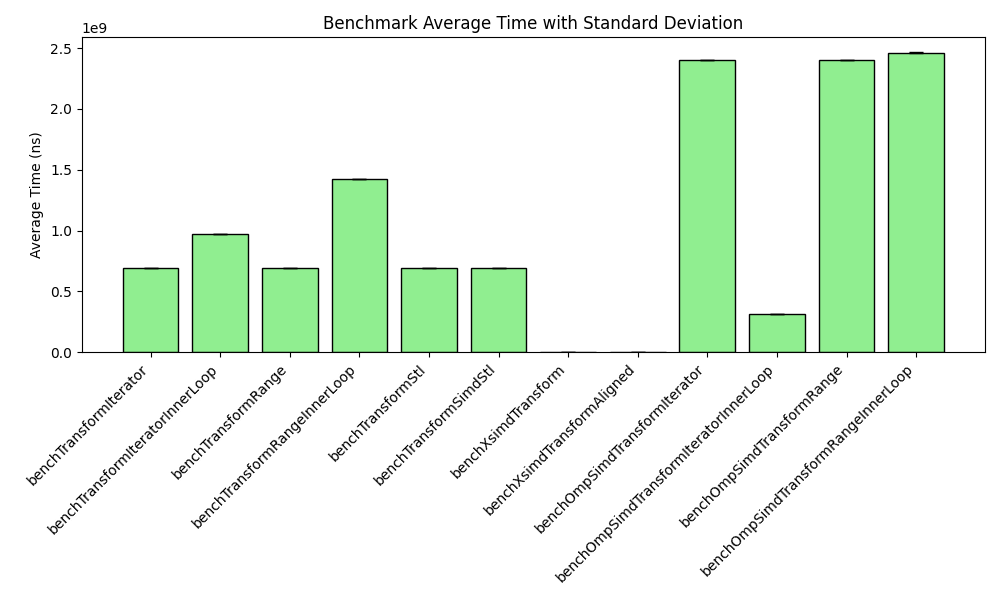 Benchmark Average Time with Standard Deviation
1e9
2.5
2.0
1.5
1.0
0.5
0.0
Average Time (ns)
benchTransformIterator
benchTransformIteratorInnerLoop
benchTransformRange
benchTransformRangeInnerLoop
benchTransformStl
benchTransformSimdStl
benchXsimdTransform
benchXsimdTransformAligned
benchOmpSimdTransformIterator
benchOmpSimdTransformIteratorInnerLoop
benchOmpSimdTransformRange
benchOmpSimdTransformRangeInnerLoop